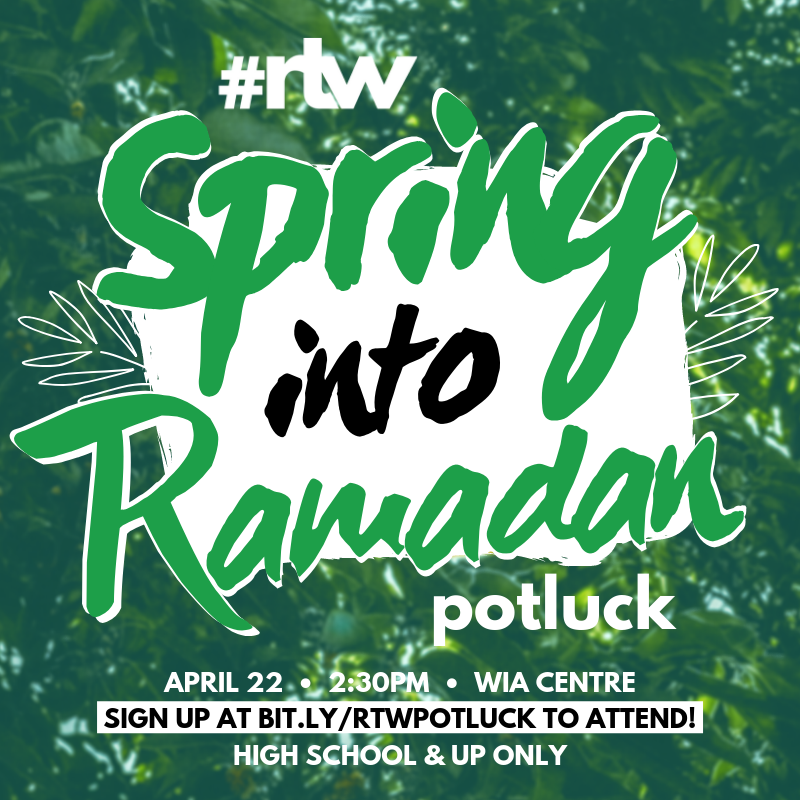 #rtw
Spring
into
Ramadan
potluck
APRIL 22 • 2:30PM • WIA CENTRE
SIGN UP AT BIT.LY/RTWPOTLUCK TO ATTEND!
HIGH SCHOOL & UP ONLY